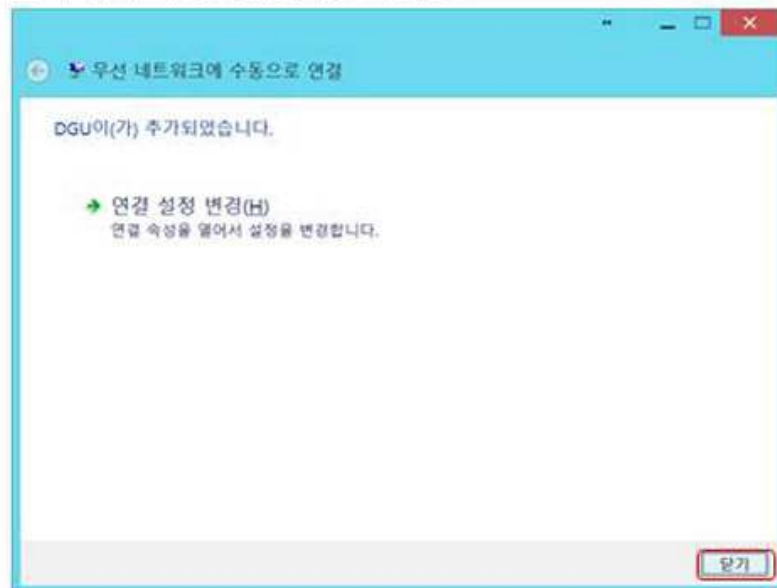 무선 네트워크에 수동으로 연결
DGU이(가) 추가되었습니다.
연결 설정 변경(H)
연결 속성을 열어서 설정을 변경합니다.
닫기